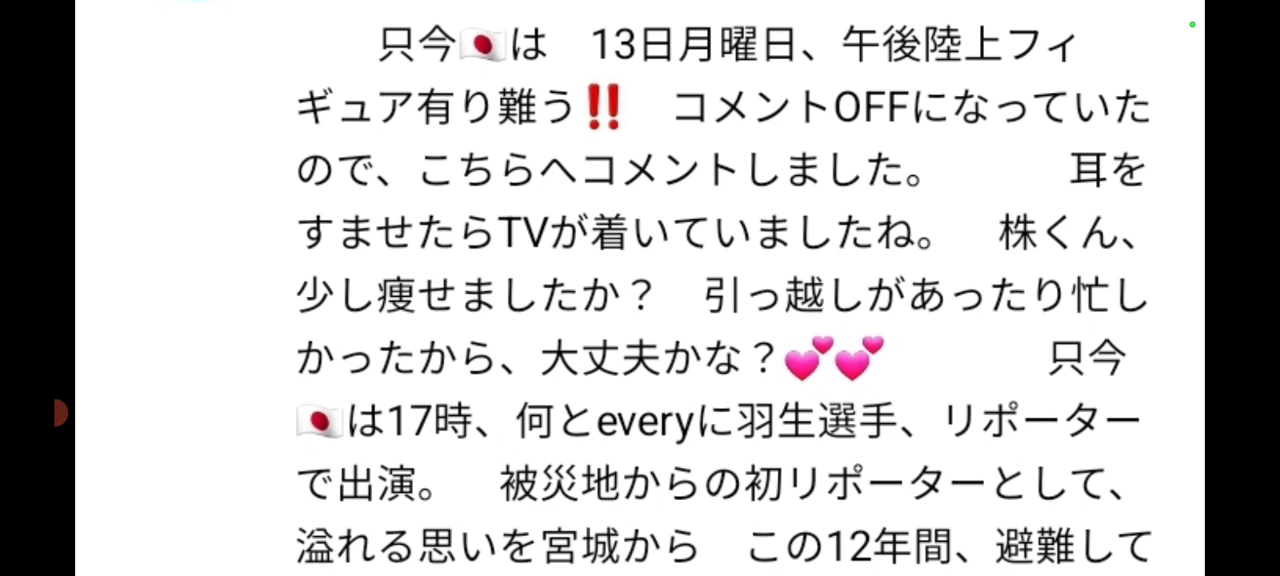 只今🇯🇵は　13日月曜日、午後陸上フィ
ギュア有り難う‼️　コメントOFFになっていた
ので、こちらへコメントしました。　　　　耳を
すませたらTVが着いていましたね。　株くん、
少し痩せましたか？　引っ越しがあったり忙し
かったから、大丈夫かな？💕💕　　　　只今
🇯🇵は17時、何とeveryに羽生選手、リポーター
で出演。　被災地からの初リポーターとして、
溢れる思いを宮城から　この12年間、避難して